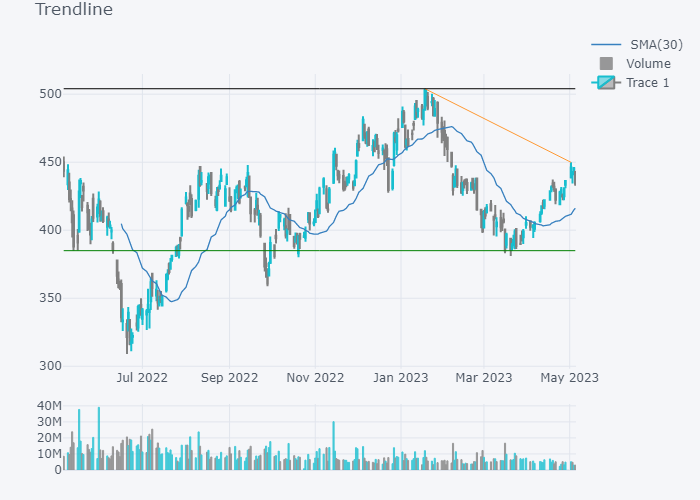 Trendline
SMA(30)
Volume
Trace 1
500
450
400
350
300
Jul 2022
Sep 2022
Nov 2022
Jan 2023
Mar 2023
May 2023
40M
30M
20M
10M
0